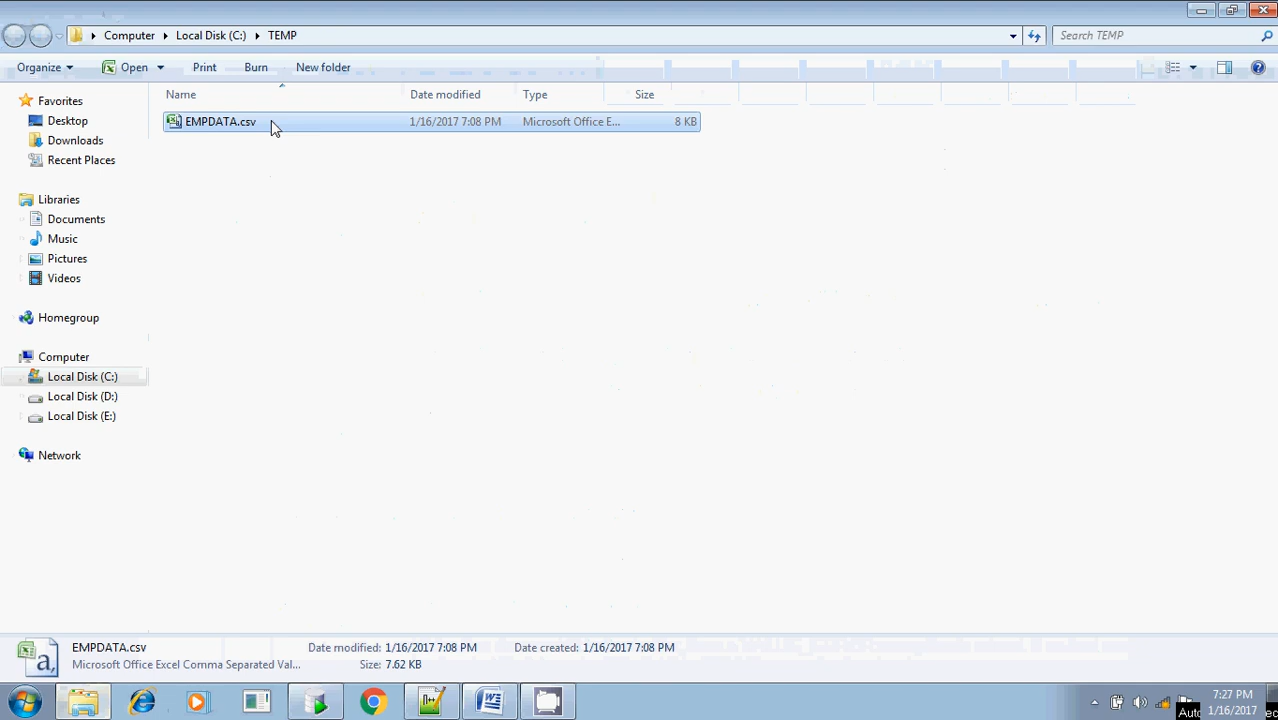 Computer Local Disk (C:) TEMP Search TEMP
Organize Open Print Burn New folder
Name Date modified Type Size
EMPDATA.csv 1/16/2017 7:08 PM Microsoft Office E... 8 KB
Favorites
Desktop
Downloads
Recent Places
Libraries
Documents
Music
Pictures
Videos
Homegroup
Computer
Local Disk (C:)
Local Disk (D:)
Local Disk (E:)
Network
EMPDATA.csv Date modified: 1/16/2017 7:08 PM Date created: 1/16/2017 7:08 PM
Microsoft Office Excel Comma Separated Val... Size: 7.62 KB
7:27 PM
1/16/2017